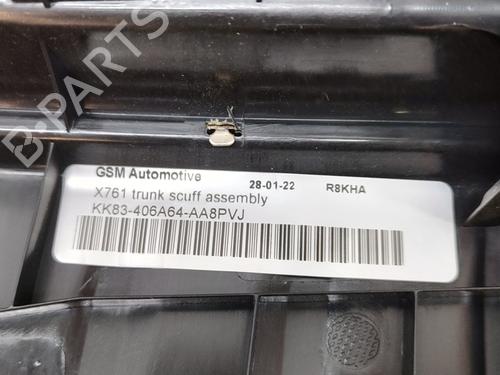 GSM Automotive 28-01-22 R8KHA
X761 trunk scuff assembly
KK83-406A64-AA8PVJ
B-PARTS